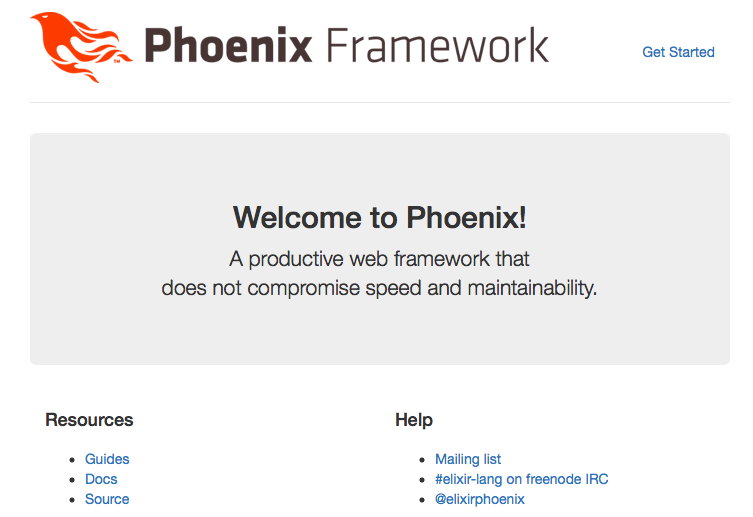 Phoenix Framework
Get Started
Welcome to Phoenix!
A productive web framework that
does not compromise speed and maintainability.
Resources
Guides
Docs
Source
Help
Mailing list
#elixir-lang on freenode IRC
@elixirphoenix